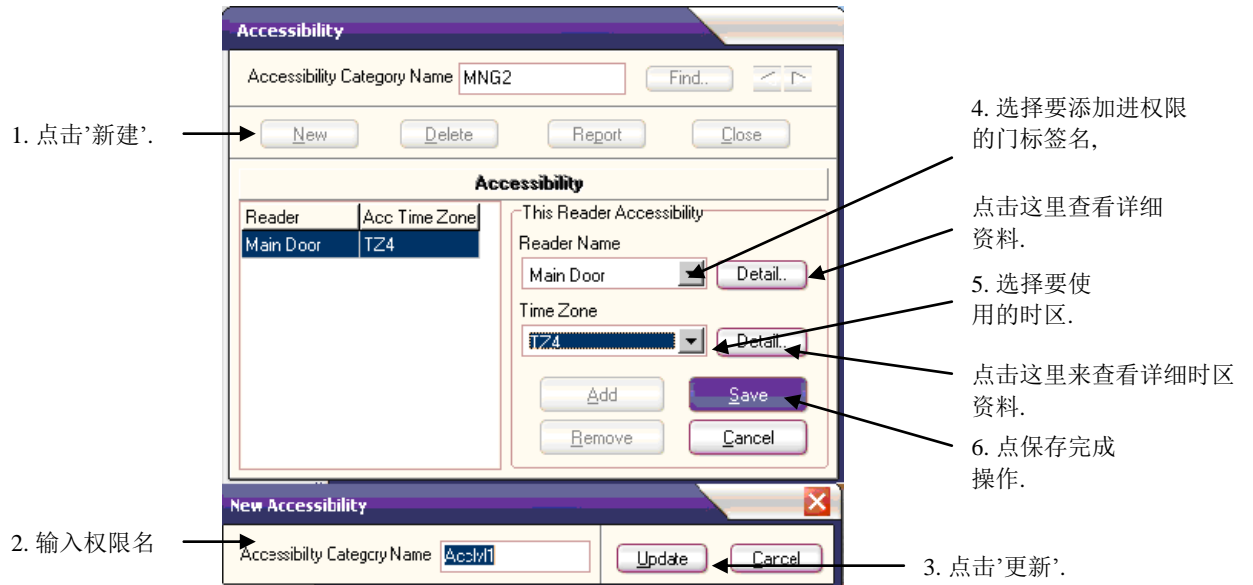 Accessibility
Accessibility Category Name MNG2 Find..
New Delete Report Close
1. 点击’新建’.
4. 选择要添加进权限
的门标签名,
Accessibility
Reader Acc Time Zone
Main Door TZ4
This Reader Accessibility
Reader Name
Main Door Detail..
点击这里查看详细
资料.
Time Zone
TZ4 Detail..
5. 选择要使
用的时区.
点击这里来查看详细时区
资料.
Add Save
Remove Cancel
6. 点保存完成
操作.
New Accessibility
2. 输入权限名
Accessibilty Category Name Acclvl1 Update Cancel
3. 点击’更新’.